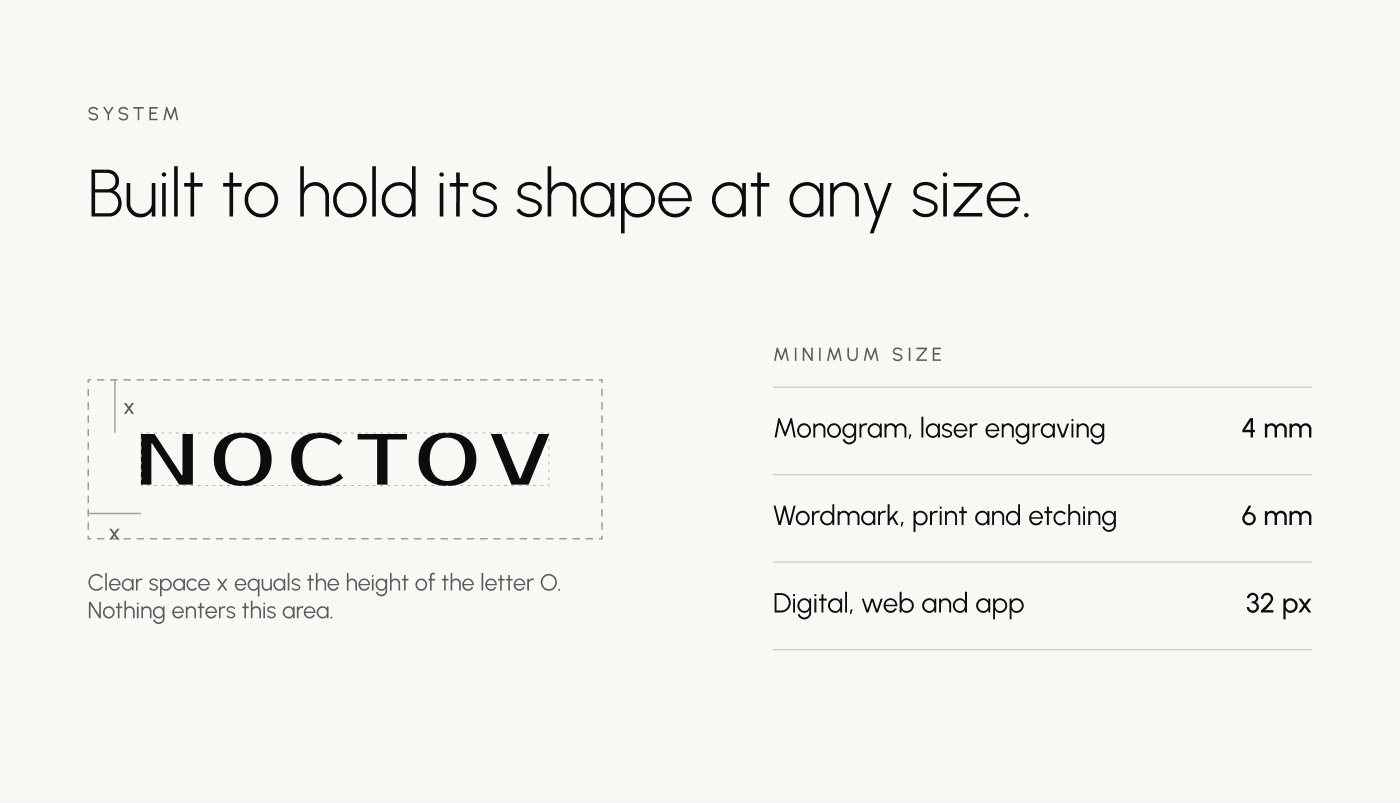 SYSTEM
Built to hold its shape at any size.
x
NOCTOV
x
Clear space x equals the height of the letter O.
Nothing enters this area.
MINIMUM SIZE
Monogram, laser engraving 4 mm
Wordmark, print and etching 6 mm
Digital, web and app 32 px